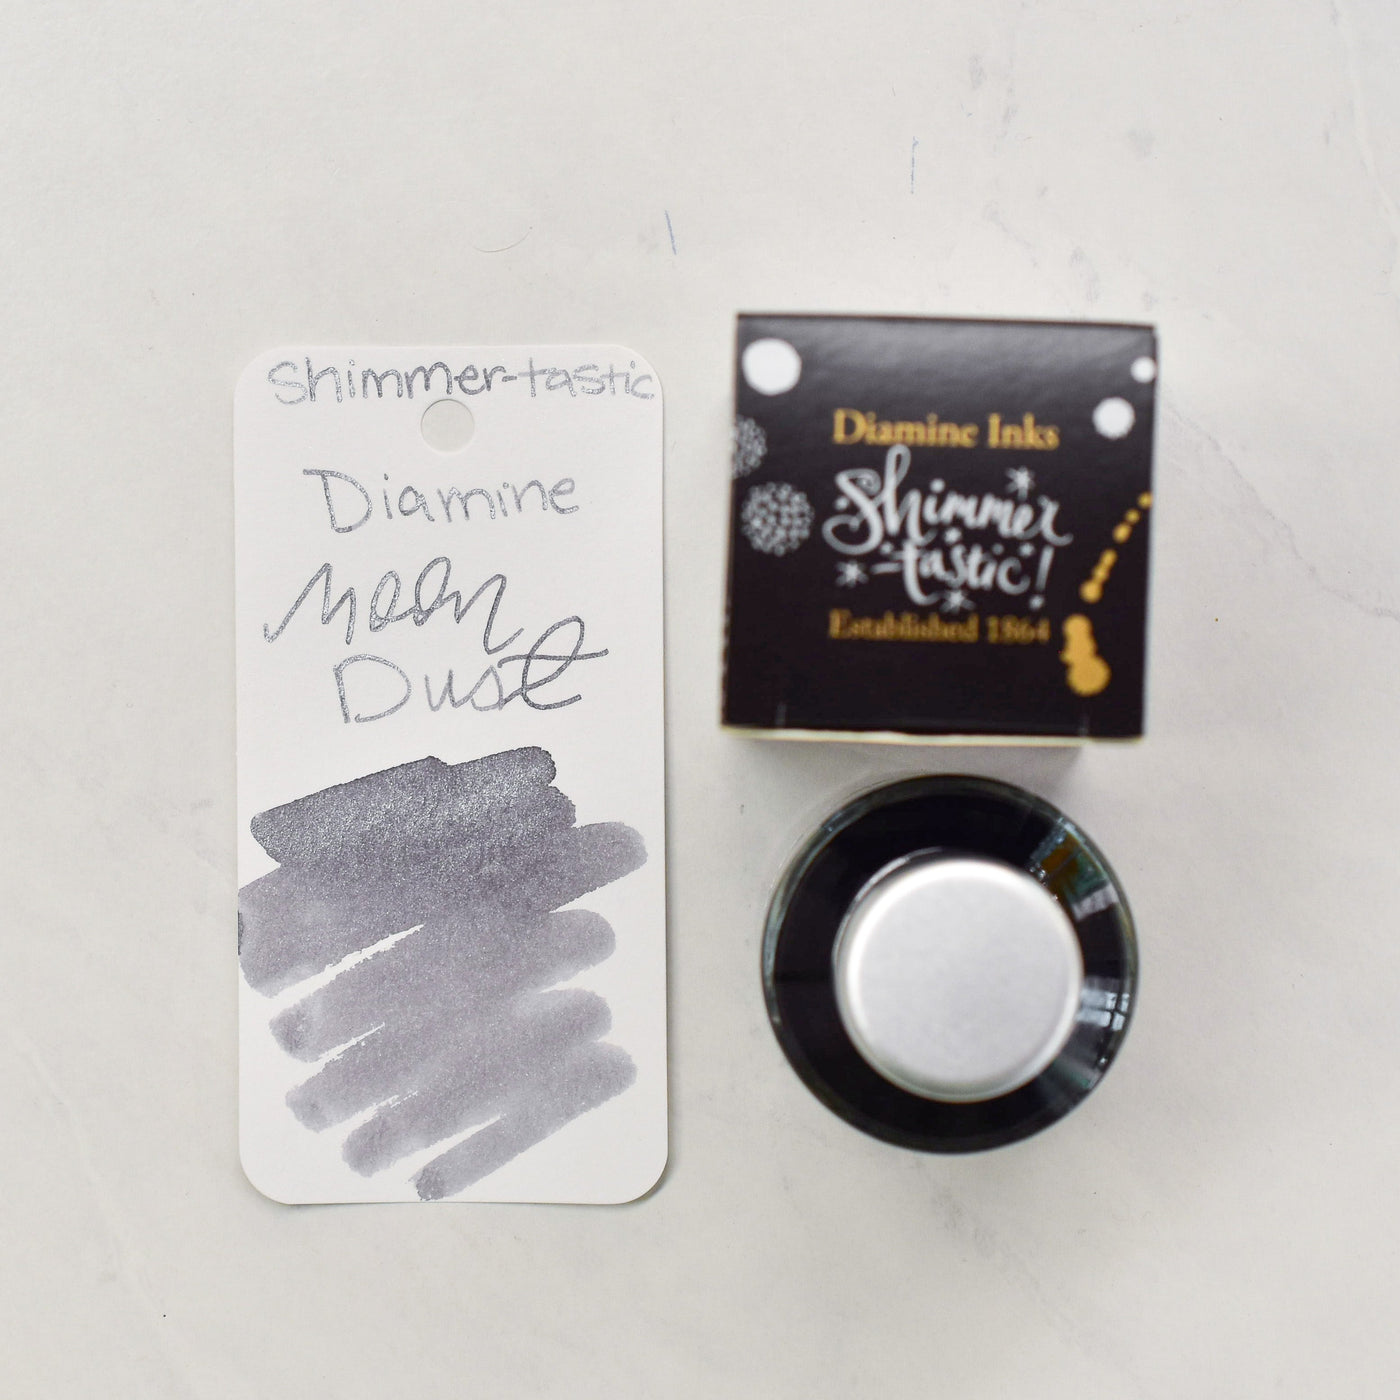 Shimmer-tastic
Diamine
Moon
Dust
Diamine Inks
Shimmer
-tastic!
Established 1864